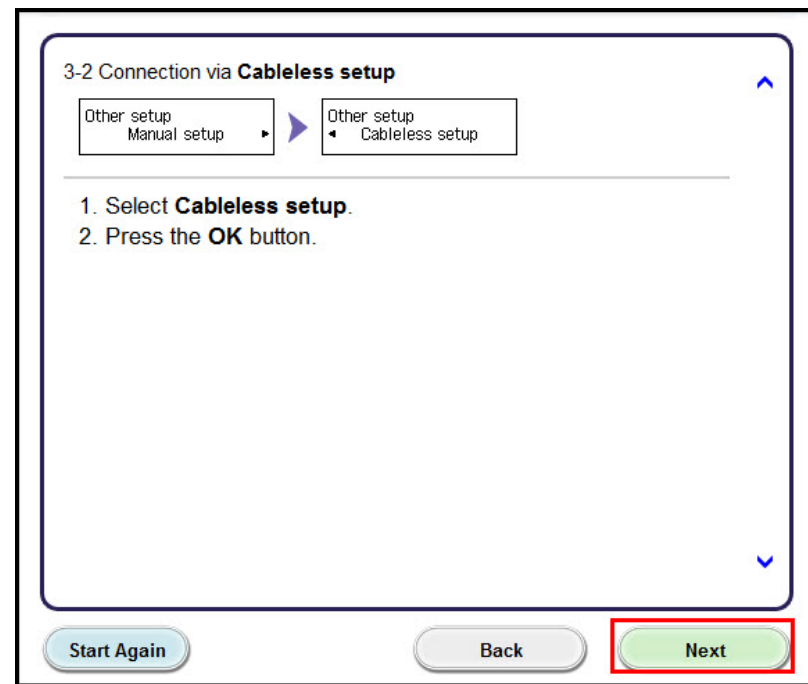 3-2 Connection via Cableless setup
Other setup
Manual setup
Other setup
Cableless setup
1. Select Cableless setup.
2. Press the OK button.
Start Again
Back
Next